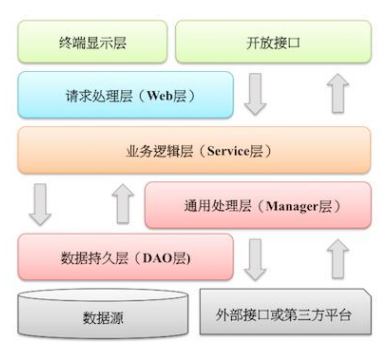 终端显示层
开放接口
请求处理层（Web层）
业务逻辑层（Service层）
通用处理层（Manager层）
数据持久层（DAO层)
数据源
外部接口或第三方平台